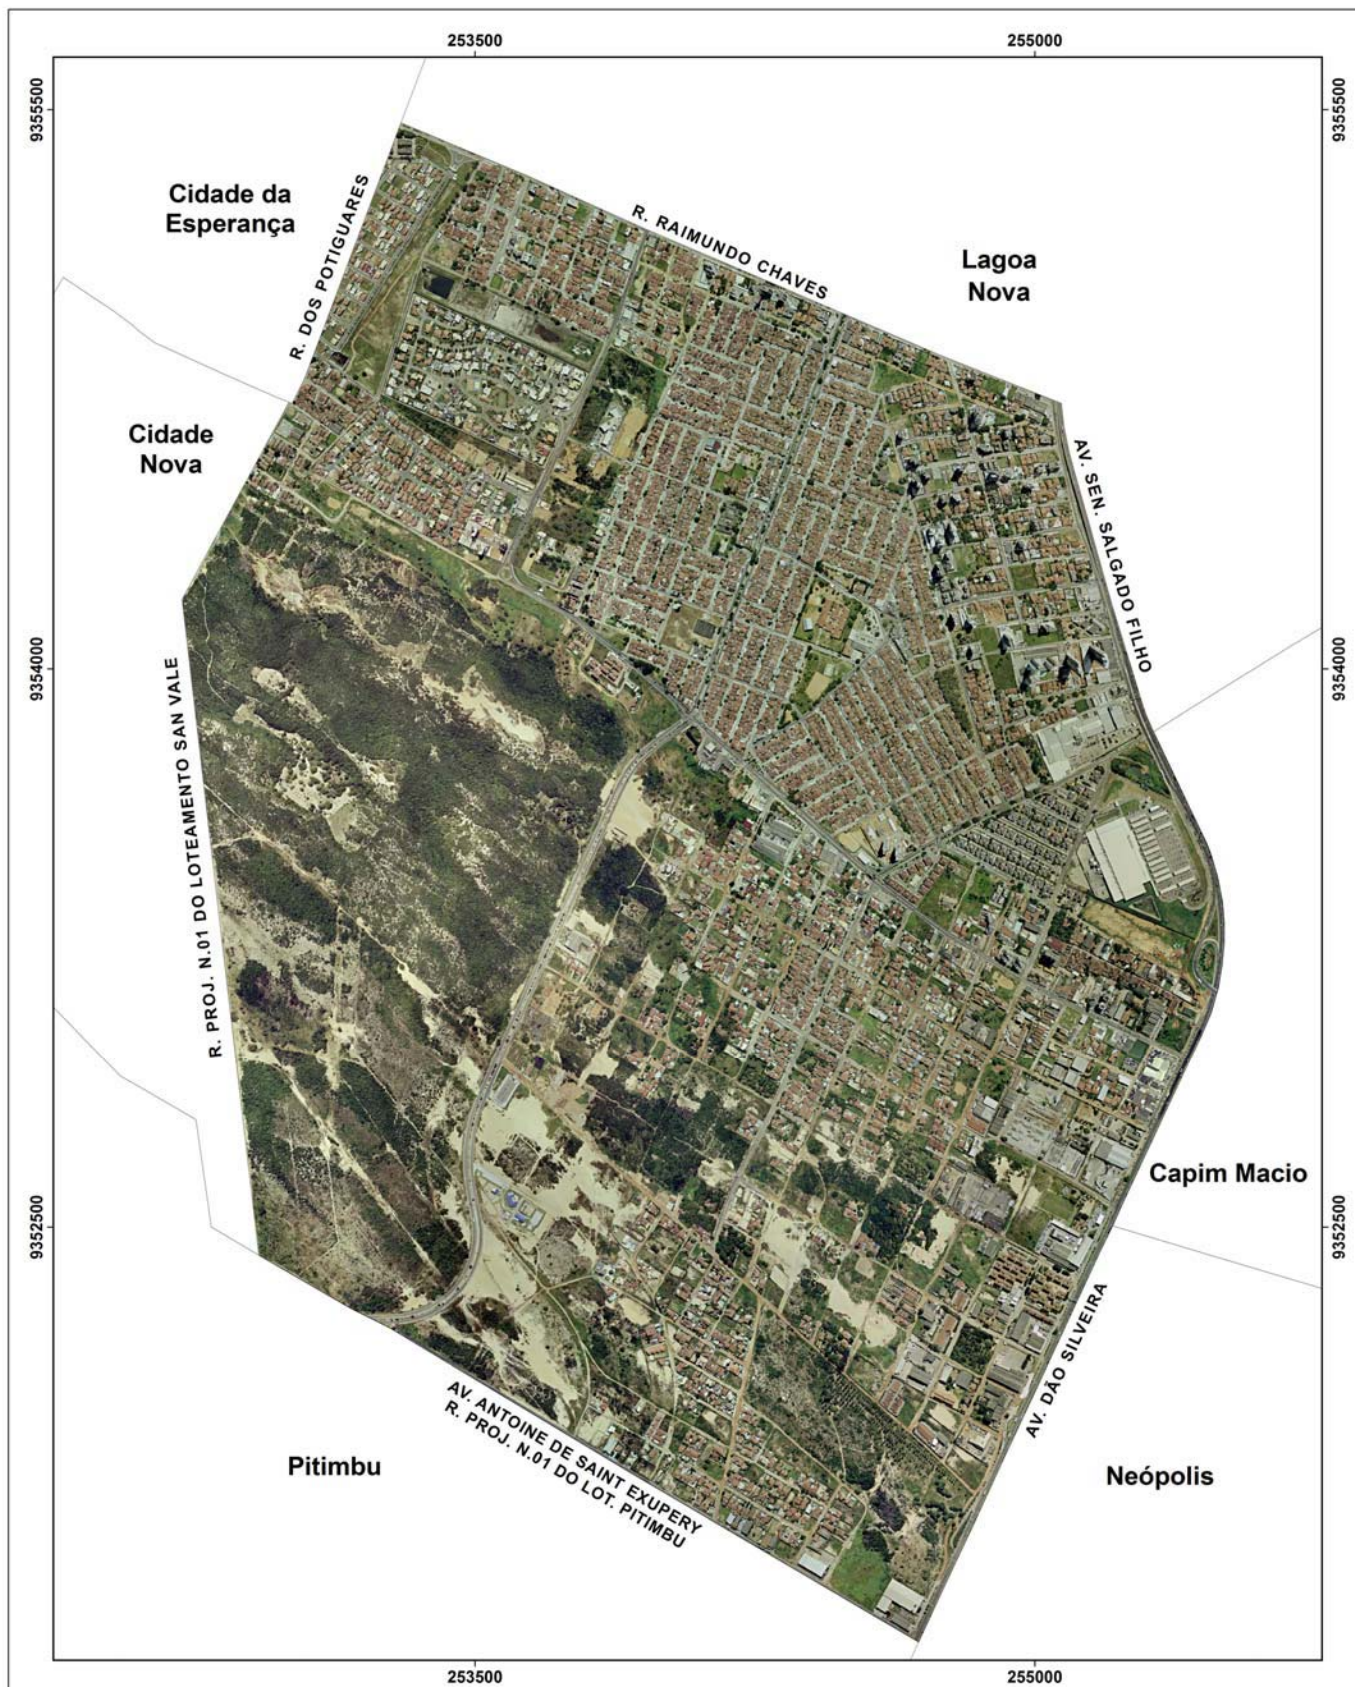 253500
255000
9355500
9355500
Cidade da
Esperança
R. DOS POTIGUARES
R. RAIMUNDO CHAVES
Lagoa
Nova
Cidade
Nova
AV. SEN. SALGADO FILHO
9354000
9354000
R. PROJ. N.01 DO LOTEAMENTO SAN VALE
Capim Macio
9352500
9352500
AV. DÃO SILVEIRA
AV. ANTOINE DE SAINT EXUPERY
R. PROJ. N.01 DO LOT. PITIMBU
Pitimbu
Neópolis
253500
255000